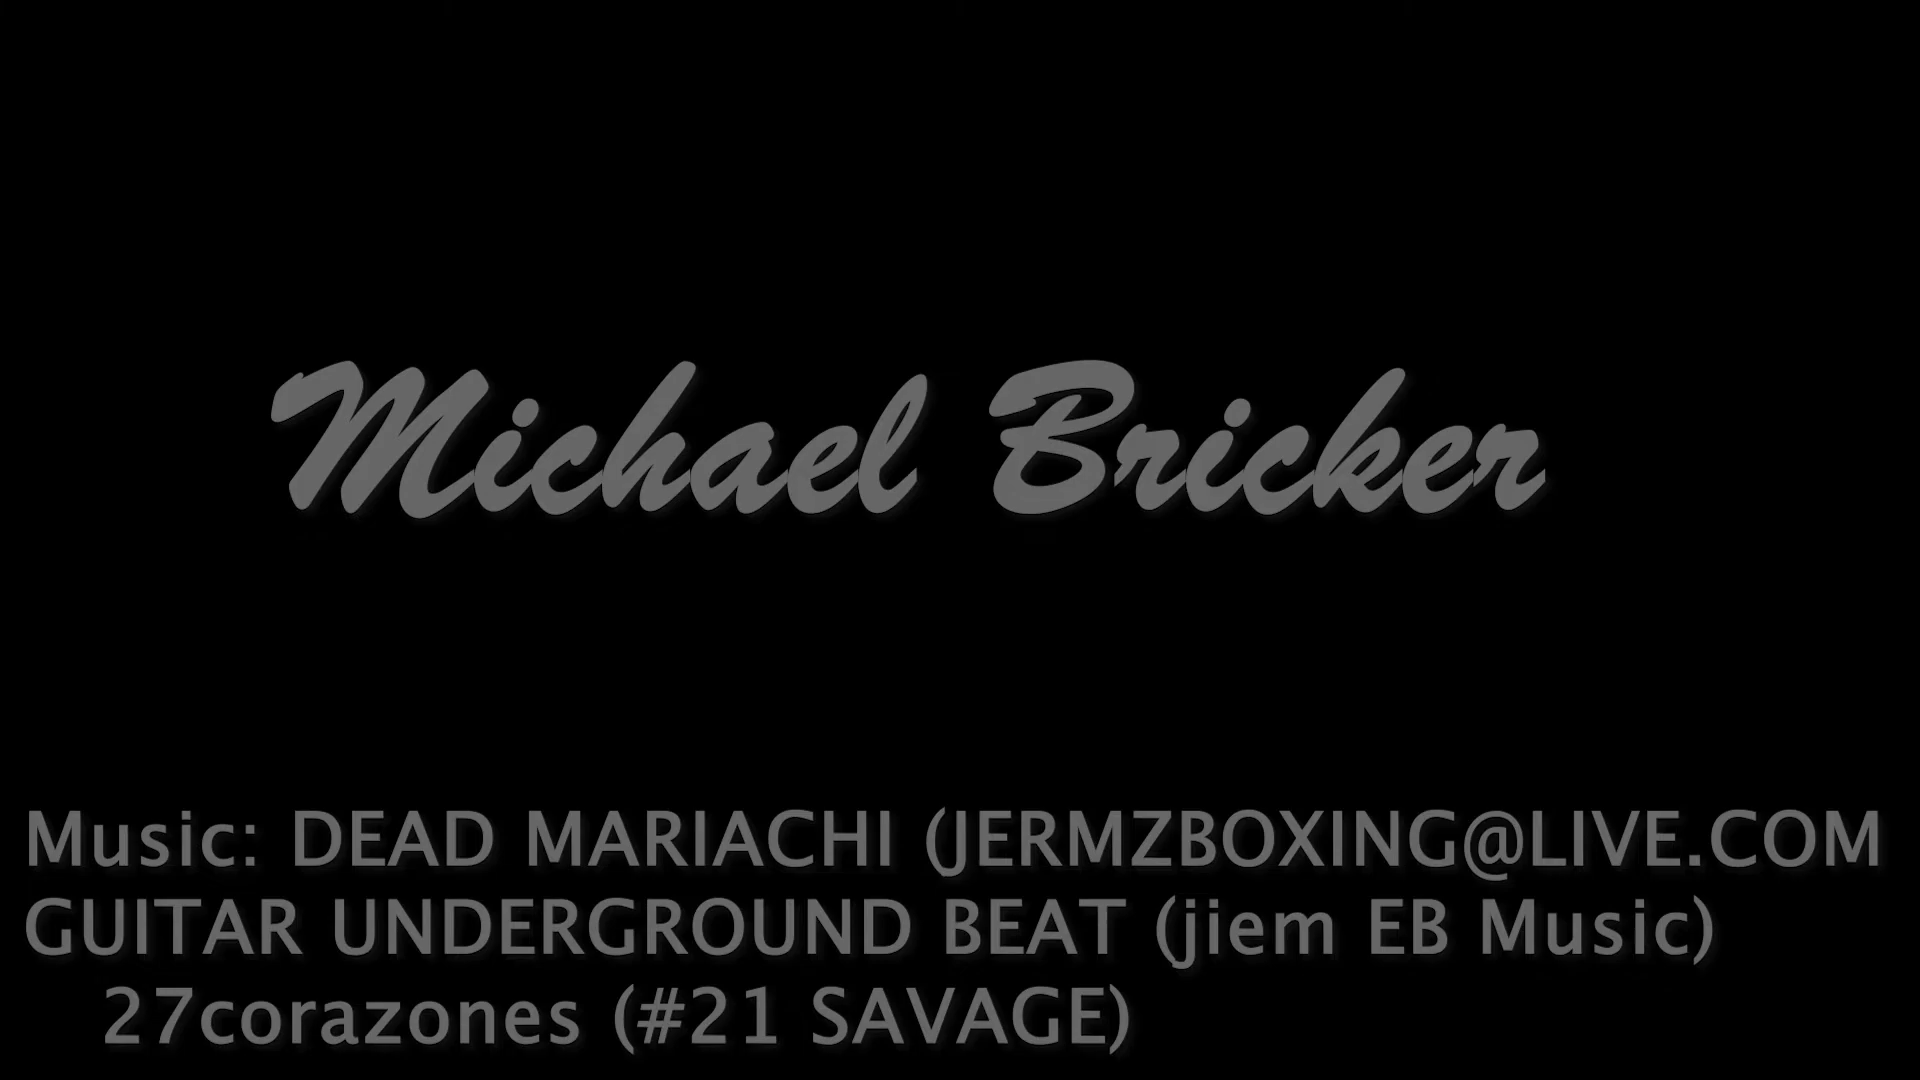 Michael Bricker
Music: DEAD MARIACHI (JERMZBOXING@LIVE.COM
GUITAR UNDERGROUND BEAT (jiem EB Music)
27corazones (#21 SAVAGE)